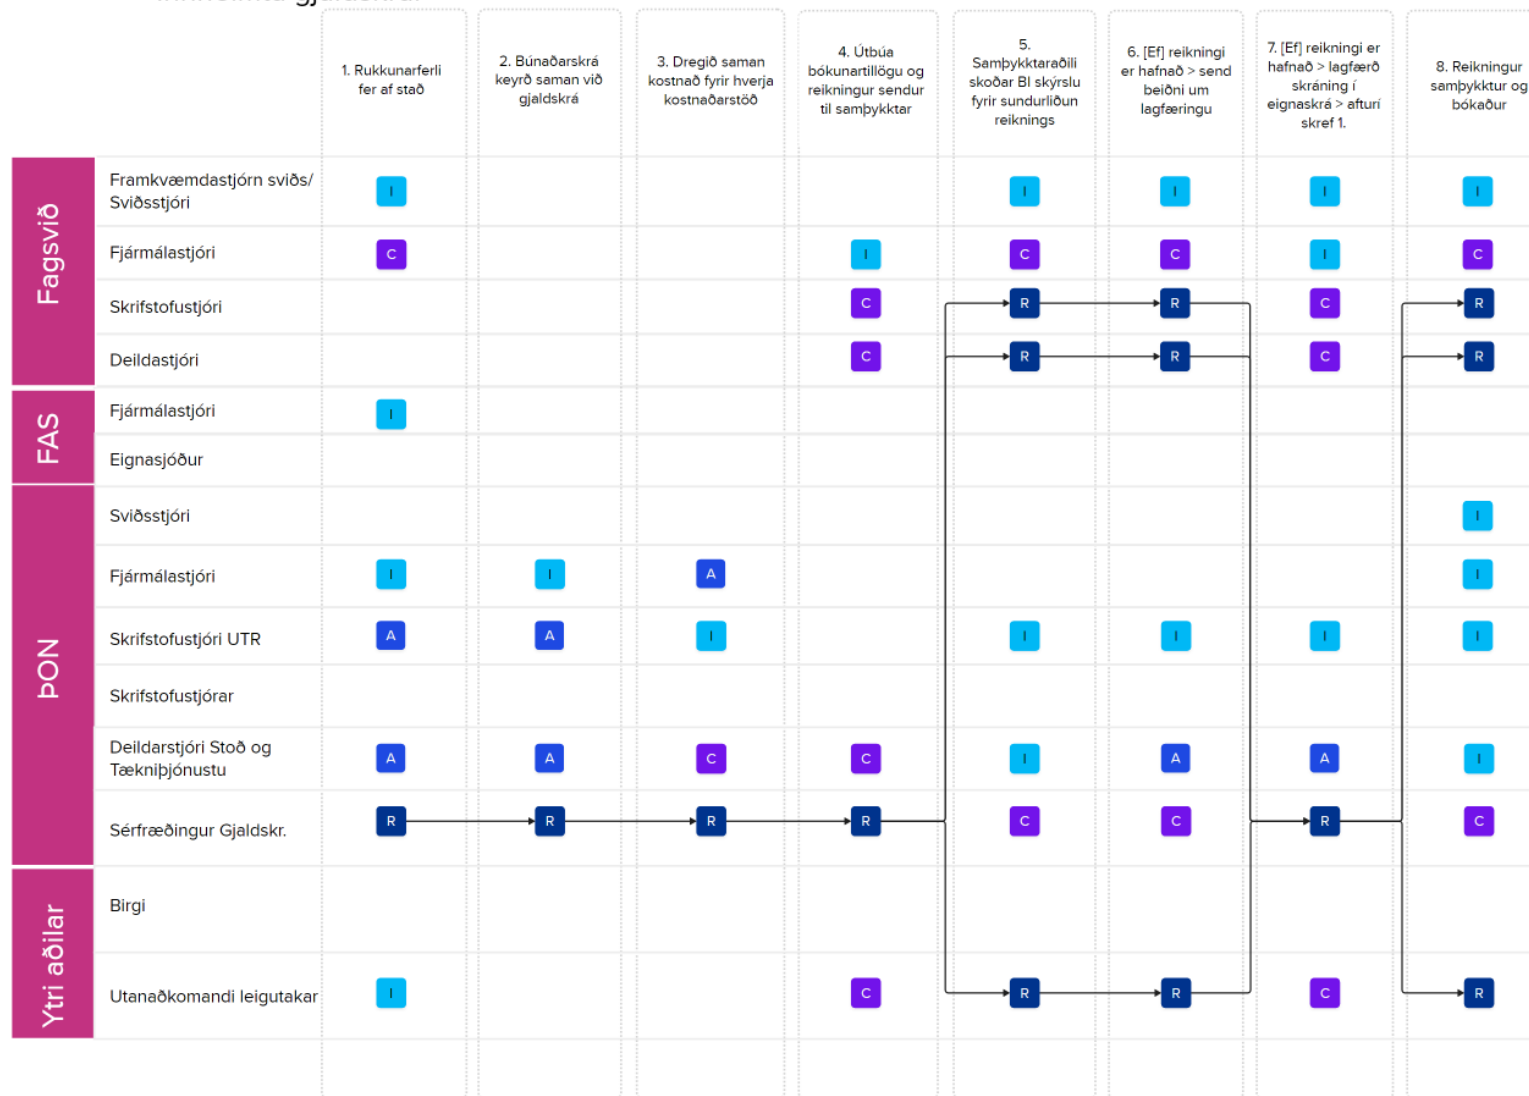 1. Rukkunarferli
fer af stað
2. Búnaðarskrá
keyrð saman við
gjaldskrá
3. Dregið saman
kostnað fyrir hverja
kostnaðarstöð
4. Útbúa
bókunartillögu og
reikningur sendur
til samþykktar
5.
Samþykktaraðili
skoðar BI skýrslu
fyrir sundurliðun
reiknings
6. [Ef] reikningi
er hafnað > send
beiðni um
lagfæringu
7. [Ef] reikningi er
hafnað > lagfærð
skráning í
eignaskrá > afturí
skref 1.
8. Reikningur
samþykktur og
bókaður
Fagsvið
Framkvæmdastjórn sviðs/
Sviðsstjóri
I I I I I
Fjármálastjóri
C I C C I C
Skrifstofustjóri
C R R C R
Deildastjóri
C R R C R
FAS
Fjármálastjóri
I
Eignasjóður
ÞON
Sviðsstjóri
I
Fjármálastjóri
I I A I
Skrifstofustjóri UTR
A A I I I I I
Skrifstofustjórar
Deildarstjóri Stoð og
Tækniþjónustu
A A C C I A A I
Sérfræðingur Gjaldskr.
R R R R C C R C
Ytri aðilar
Birgi
Utanaðkomandi leigutakar
I C R R C R